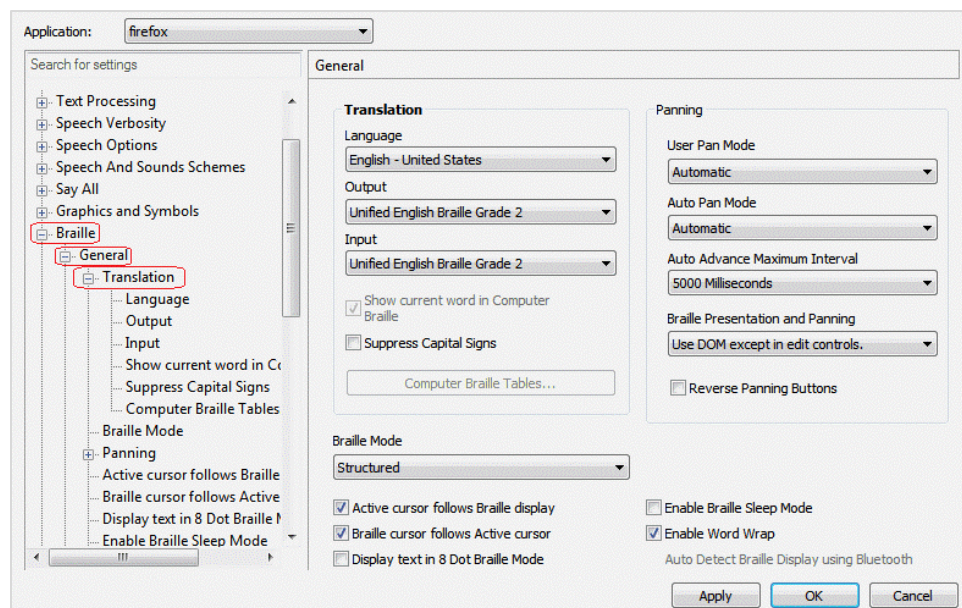 Application: firefox
Search for settings
Text Processing
Speech Verbosity
Speech Options
Speech And Sounds Schemes
Say All
Graphics and Symbols
Braille
General
Translation
Language
Output
Input
Show current word in Co
Suppress Capital Signs
Computer Braille Tables
Braille Mode
Panning
Active cursor follows Braille
Braille cursor follows Active
Display text in 8 Dot Braille M
Enable Braille Sleep Mode
General
Translation
Language
English - United States
Output
Unified English Braille Grade 2
Input
Unified English Braille Grade 2
Show current word in Computer
Braille
Suppress Capital Signs
Computer Braille Tables...
Panning
User Pan Mode
Automatic
Auto Pan Mode
Automatic
Auto Advance Maximum Interval
5000 Milliseconds
Braille Presentation and Panning
Use DOM except in edit controls.
Reverse Panning Buttons
Braille Mode
Structured
Active cursor follows Braille display
Braille cursor follows Active cursor
Display text in 8 Dot Braille Mode
Enable Braille Sleep Mode
Enable Word Wrap
Auto Detect Braille Display using Bluetooth
Apply OK Cancel